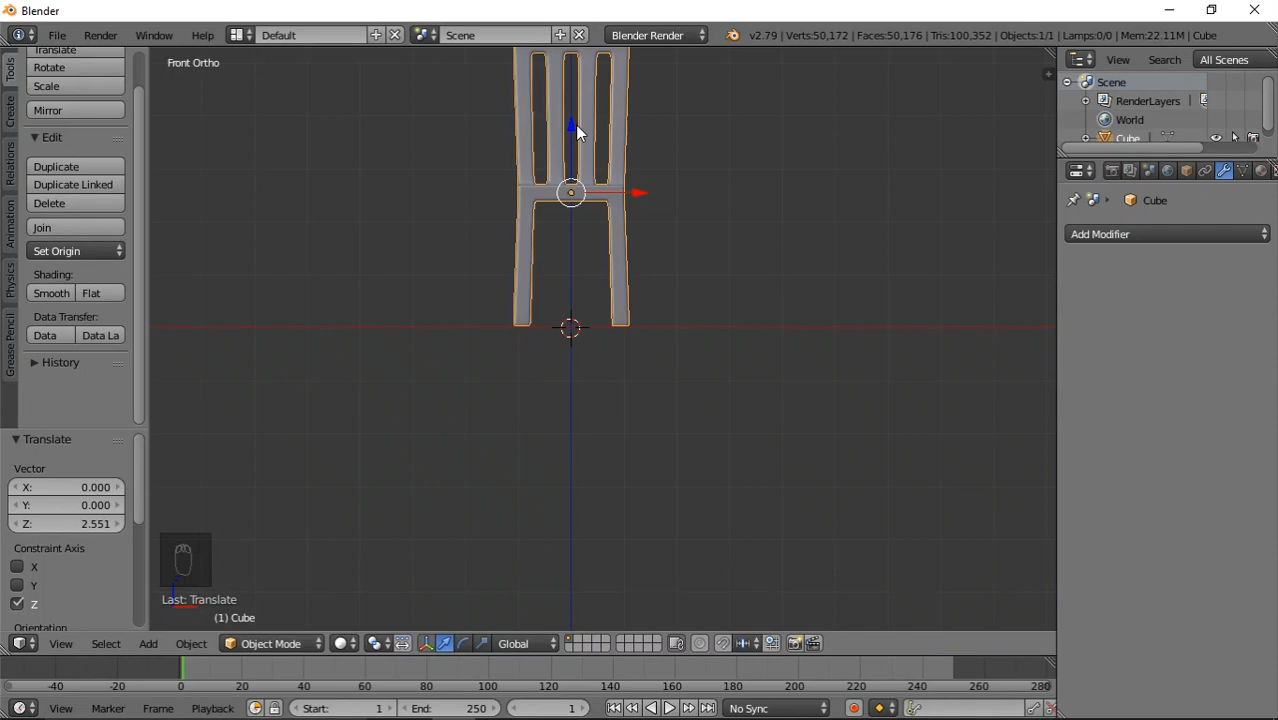 Blender
File Render Window Help Default Scene Blender Render v2.79 | Verts:50,172 | Faces:50,176 | Tris:100,352 | Objects:1/1 | Lamps:0/0 | Mem:22.11M | Cube
Translate
Rotate
Scale
Mirror
Edit
Duplicate
Duplicate Linked
Delete
Join
Set Origin
Shading:
Smooth Flat
Data Transfer:
Data Data La
History
Tools
Create
Relations
Animation
Physics
Grease Pencil
Translate
Vector
X: 0.000
Y: 0.000
Z: 2.551
Constraint Axis
X
Y
Z
Orientation
Front Ortho
Last: Translate
(1) Cube
View Search All Scenes
Scene
RenderLayers
World
Cube
Cube
Add Modifier
View Select Add Object Object Mode Global
-40 -20 0 20 40 60 80 100 120 140 160 180 200 220 240 260 280
View Marker Frame Playback Start: 1 End: 250 1 No Sync